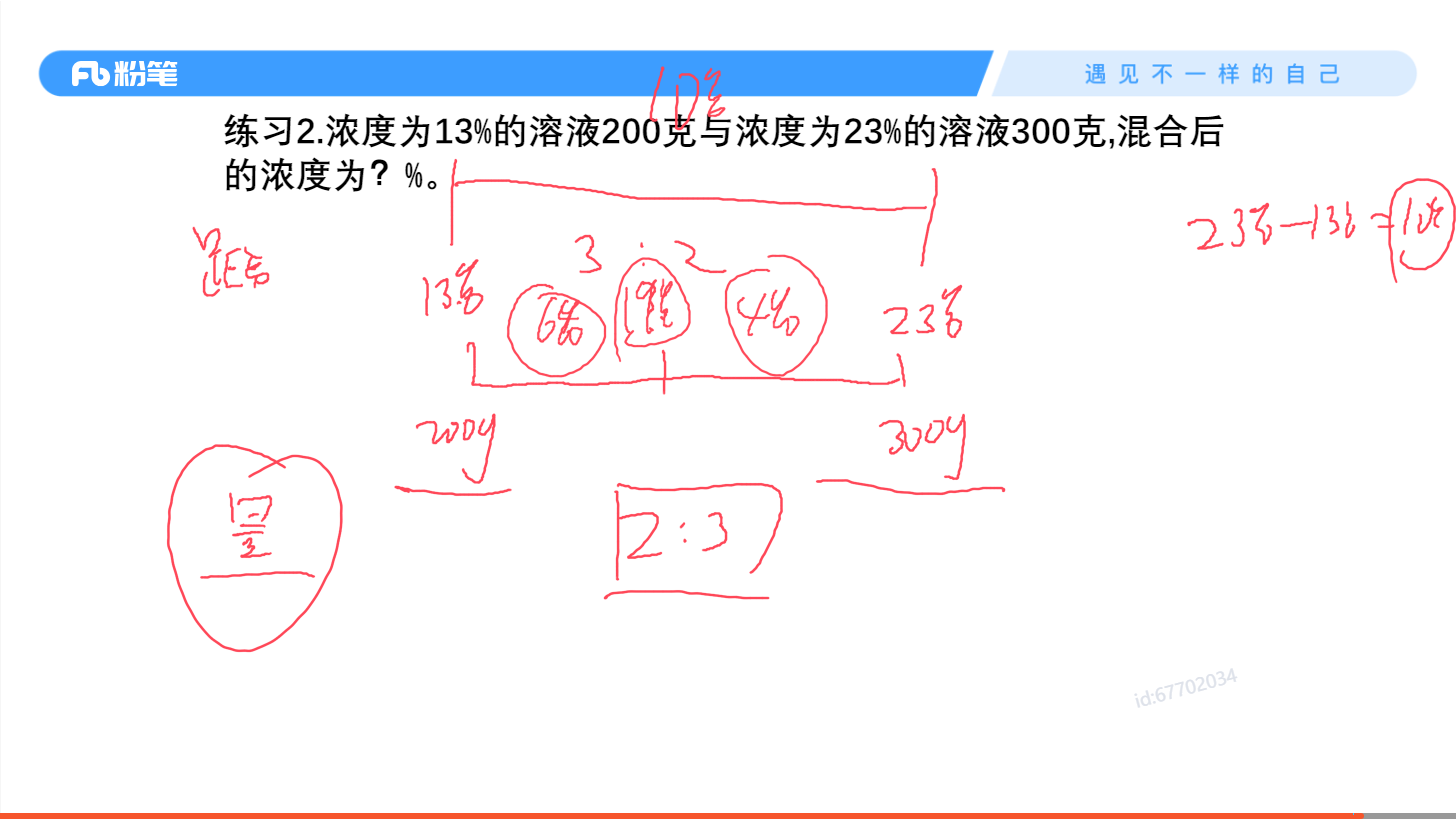 粉笔
遇见不一样的自己
10%
练习2.浓度为13%的溶液200克与浓度为23%的溶液300克,混合后
的浓度为？%。
23%-13%=10%
距离
3:2
13% 6% 19% 4% 23%
200g 300g
量
2:3
id:67702034